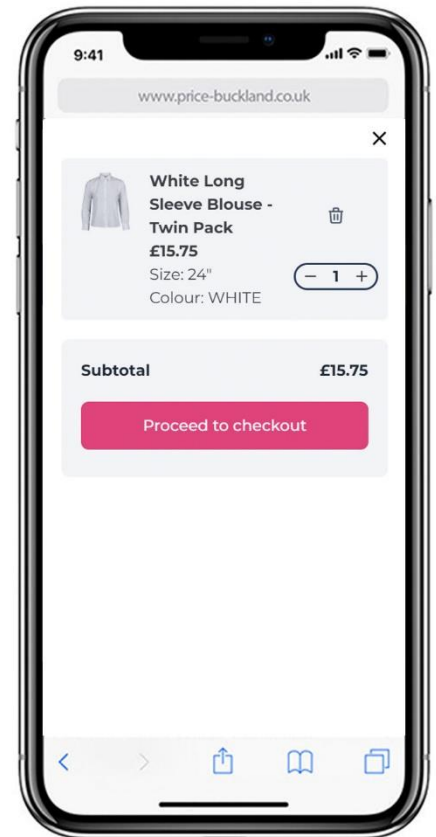 9:41
www.price-buckland.co.uk
White Long
Sleeve Blouse -
Twin Pack
£15.75
Size: 24"
Colour: WHITE
− 1 +
Subtotal £15.75
Proceed to checkout